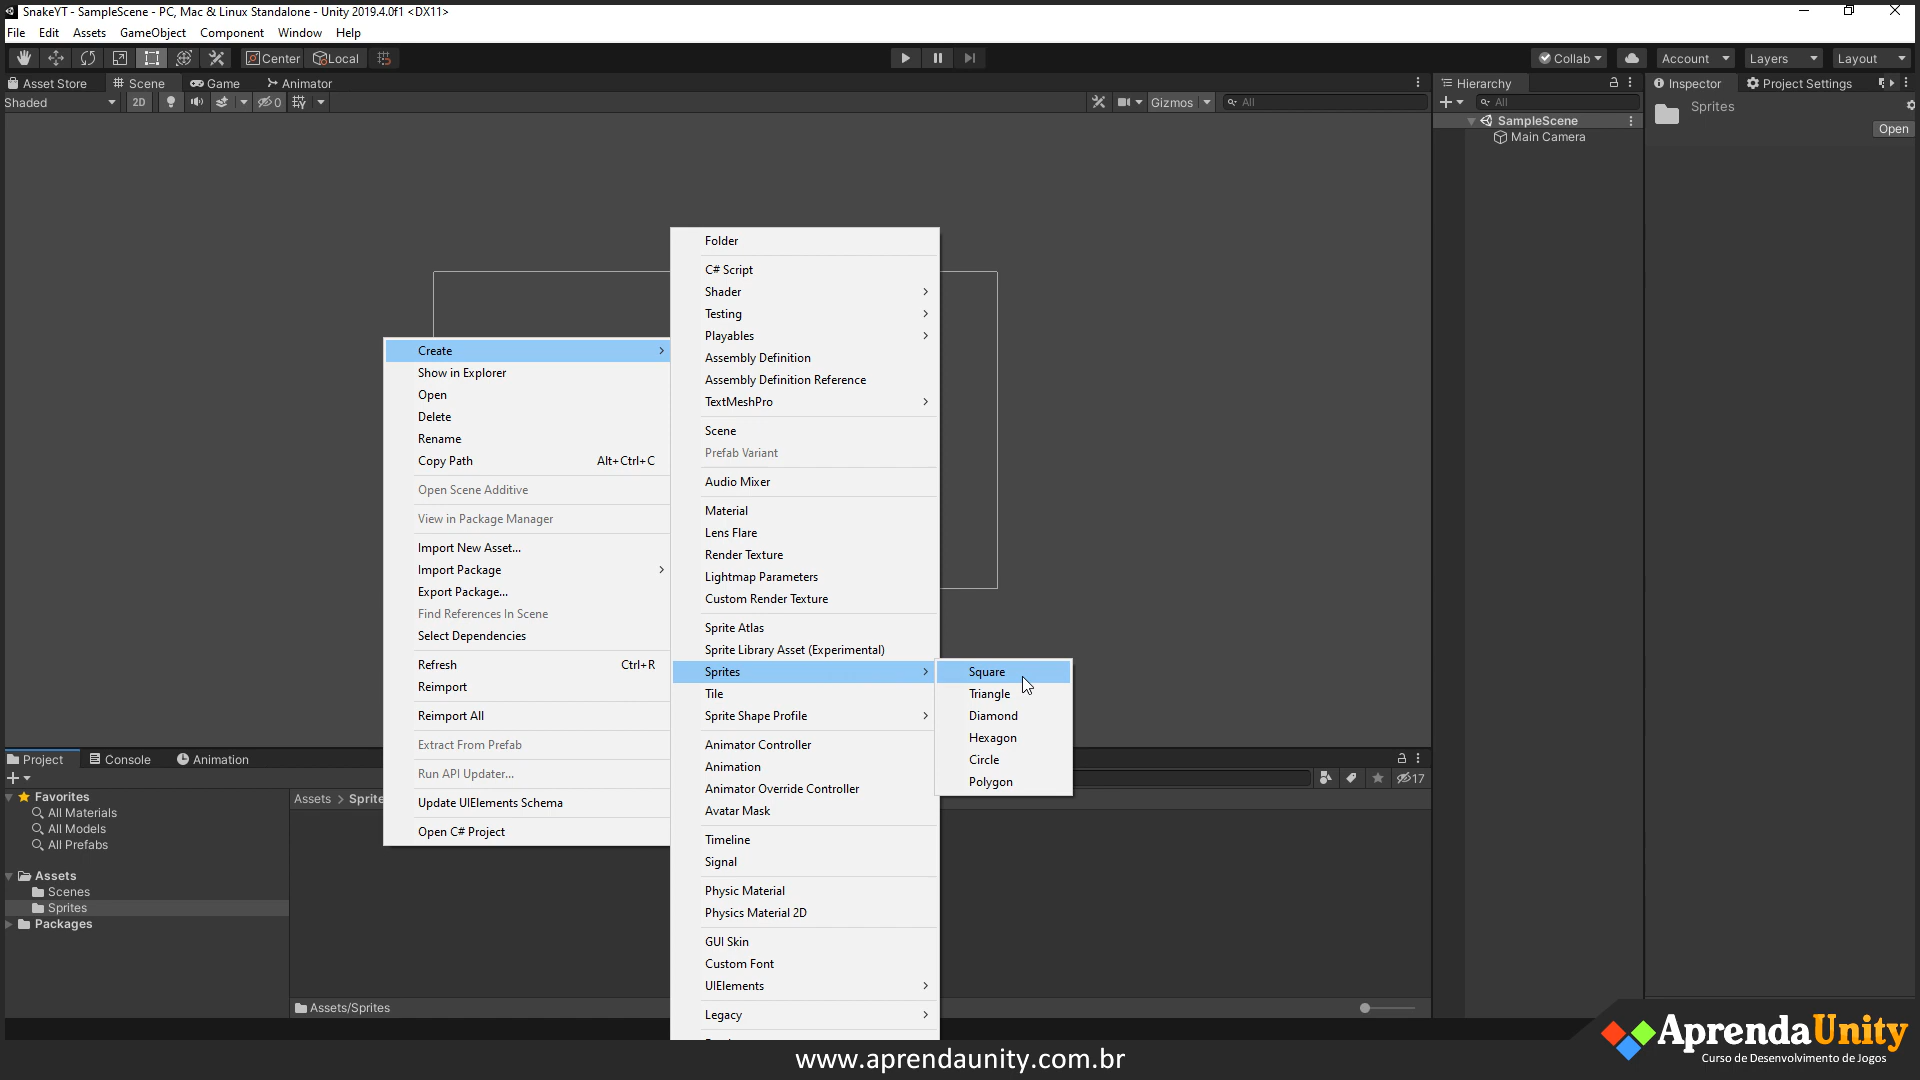 SnakeYT - SampleScene - PC, Mac & Linux Standalone - Unity 2019.4.0f1 <DX11>
File Edit Assets GameObject Component Window Help
Center Local Collab Account Layers Layout
Asset Store Scene Game Animator
Shaded 2D 0 Gizmos All
Hierarchy
All
SampleScene
Main Camera
Inspector Project Settings
Sprites
Open
Create
Show in Explorer
Open
Delete
Rename
Copy Path Alt+Ctrl+C
Open Scene Additive
View in Package Manager
Import New Asset...
Import Package
Export Package...
Find References In Scene
Select Dependencies
Refresh Ctrl+R
Reimport
Reimport All
Extract From Prefab
Run API Updater...
Update UIElements Schema
Open C# Project
Folder
C# Script
Shader
Testing
Playables
Assembly Definition
Assembly Definition Reference
TextMeshPro
Scene
Prefab Variant
Audio Mixer
Material
Lens Flare
Render Texture
Lightmap Parameters
Custom Render Texture
Sprite Atlas
Sprite Library Asset (Experimental)
Sprites
Tile
Sprite Shape Profile
Animator Controller
Animation
Animator Override Controller
Avatar Mask
Timeline
Signal
Physic Material
Physics Material 2D
GUI Skin
Custom Font
UIElements
Legacy
Square
Triangle
Diamond
Hexagon
Circle
Polygon
Project Console Animation
17
Favorites
All Materials
All Models
All Prefabs
Assets
Scenes
Sprites
Packages
Assets > Sprite
Assets/Sprites
AprendaUnity
Curso de Desenvolvimento de Jogos
www.aprendaunity.com.br